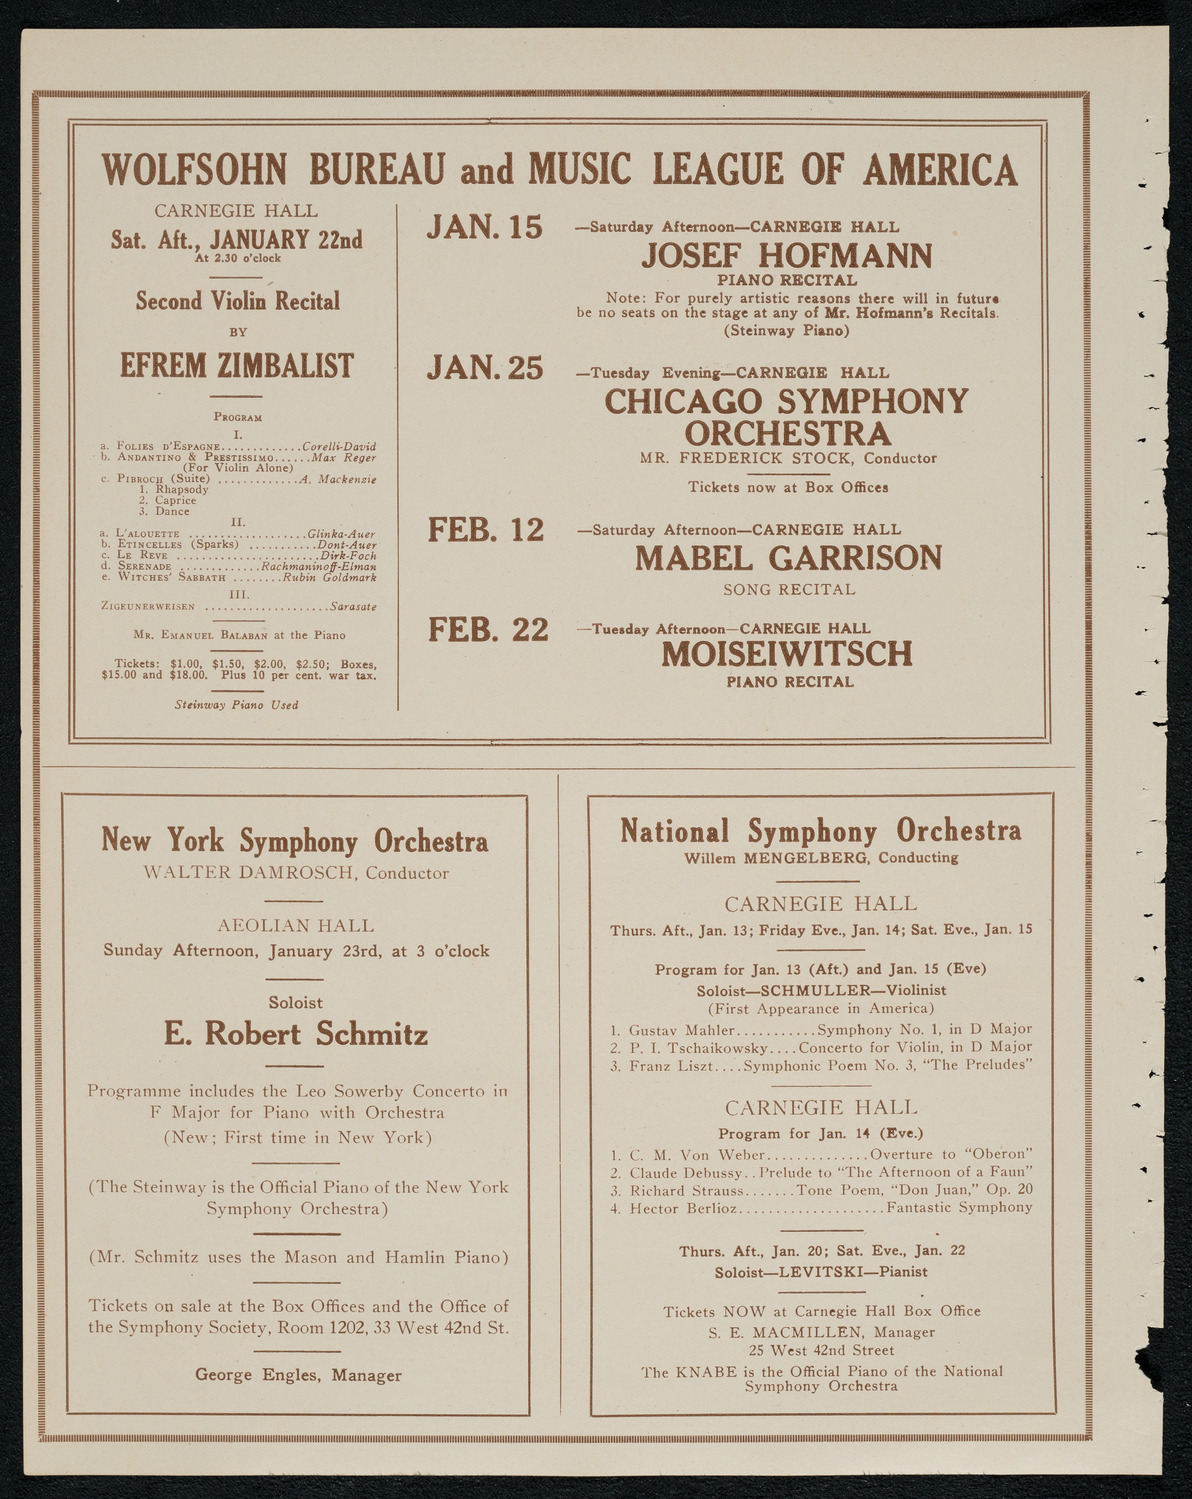 WOLFSOHN BUREAU and MUSIC LEAGUE OF AMERICA
CARNEGIE HALL
Sat. Aft., JANUARY 22nd
At 2.30 o'clock
Second Violin Recital
BY
EFREM ZIMBALIST
PROGRAM
I.
a. FOLIES D'ESPAGNE.............Corelli-David
b. ANDANTINO & PRESTISSIMO......Max Reger
(For Violin Alone)
c. PIBROCH (Suite) .............A. Mackenzie
1. Rhapsody
2. Caprice
3. Dance
II.
a. L'ALOUETTE ...................Glinka-Auer
b. ETINCELLES (Sparks) ...........Dont-Auer
c. LE REVE .......................Dirk-Foch
d. SERENADE .............Rachmaninoff-Elman
e. WITCHES' SABBATH ........Rubin Goldmark
III.
ZIGEUNERWEISEN ....................Sarasate
MR. EMANUEL BALABAN at the Piano
Tickets: $1.00, $1.50, $2.00, $2.50; Boxes,
$15.00 and $18.00. Plus 10 per cent. war tax.
Steinway Piano Used
JAN. 15 —Saturday Afternoon—CARNEGIE HALL
JOSEF HOFMANN
PIANO RECITAL
Note: For purely artistic reasons there will in future
be no seats on the stage at any of Mr. Hofmann's Recitals.
(Steinway Piano)
JAN. 25 —Tuesday Evening—CARNEGIE HALL
CHICAGO SYMPHONY
ORCHESTRA
MR. FREDERICK STOCK, Conductor
Tickets now at Box Offices
FEB. 12 —Saturday Afternoon—CARNEGIE HALL
MABEL GARRISON
SONG RECITAL
FEB. 22 —Tuesday Afternoon—CARNEGIE HALL
MOISEIWITSCH
PIANO RECITAL
New York Symphony Orchestra
WALTER DAMROSCH, Conductor
AEOLIAN HALL
Sunday Afternoon, January 23rd, at 3 o'clock
Soloist
E. Robert Schmitz
Programme includes the Leo Sowerby Concerto in
F Major for Piano with Orchestra
(New; First time in New York)
(The Steinway is the Official Piano of the New York
Symphony Orchestra)
(Mr. Schmitz uses the Mason and Hamlin Piano)
Tickets on sale at the Box Offices and the Office of
the Symphony Society, Room 1202, 33 West 42nd St.
George Engles, Manager
National Symphony Orchestra
Willem MENGELBERG, Conducting
CARNEGIE HALL
Thurs. Aft., Jan. 13; Friday Eve., Jan. 14; Sat. Eve., Jan. 15
Program for Jan. 13 (Aft.) and Jan. 15 (Eve)
Soloist—SCHMULLER—Violinist
(First Appearance in America)
1. Gustav Mahler...........Symphony No. 1, in D Major
2. P. I. Tschaikowsky....Concerto for Violin, in D Major
3. Franz Liszt....Symphonic Poem No. 3, "The Preludes"
CARNEGIE HALL
Program for Jan. 14 (Eve.)
1. C. M. Von Weber..............Overture to "Oberon"
2. Claude Debussy..Prelude to "The Afternoon of a Faun"
3. Richard Strauss.......Tone Poem, "Don Juan," Op. 20
4. Hector Berlioz....................Fantastic Symphony
Thurs. Aft., Jan. 20; Sat. Eve., Jan. 22
Soloist—LEVITSKI—Pianist
Tickets NOW at Carnegie Hall Box Office
S. E. MACMILLEN, Manager
25 West 42nd Street
The KNABE is the Official Piano of the National
Symphony Orchestra